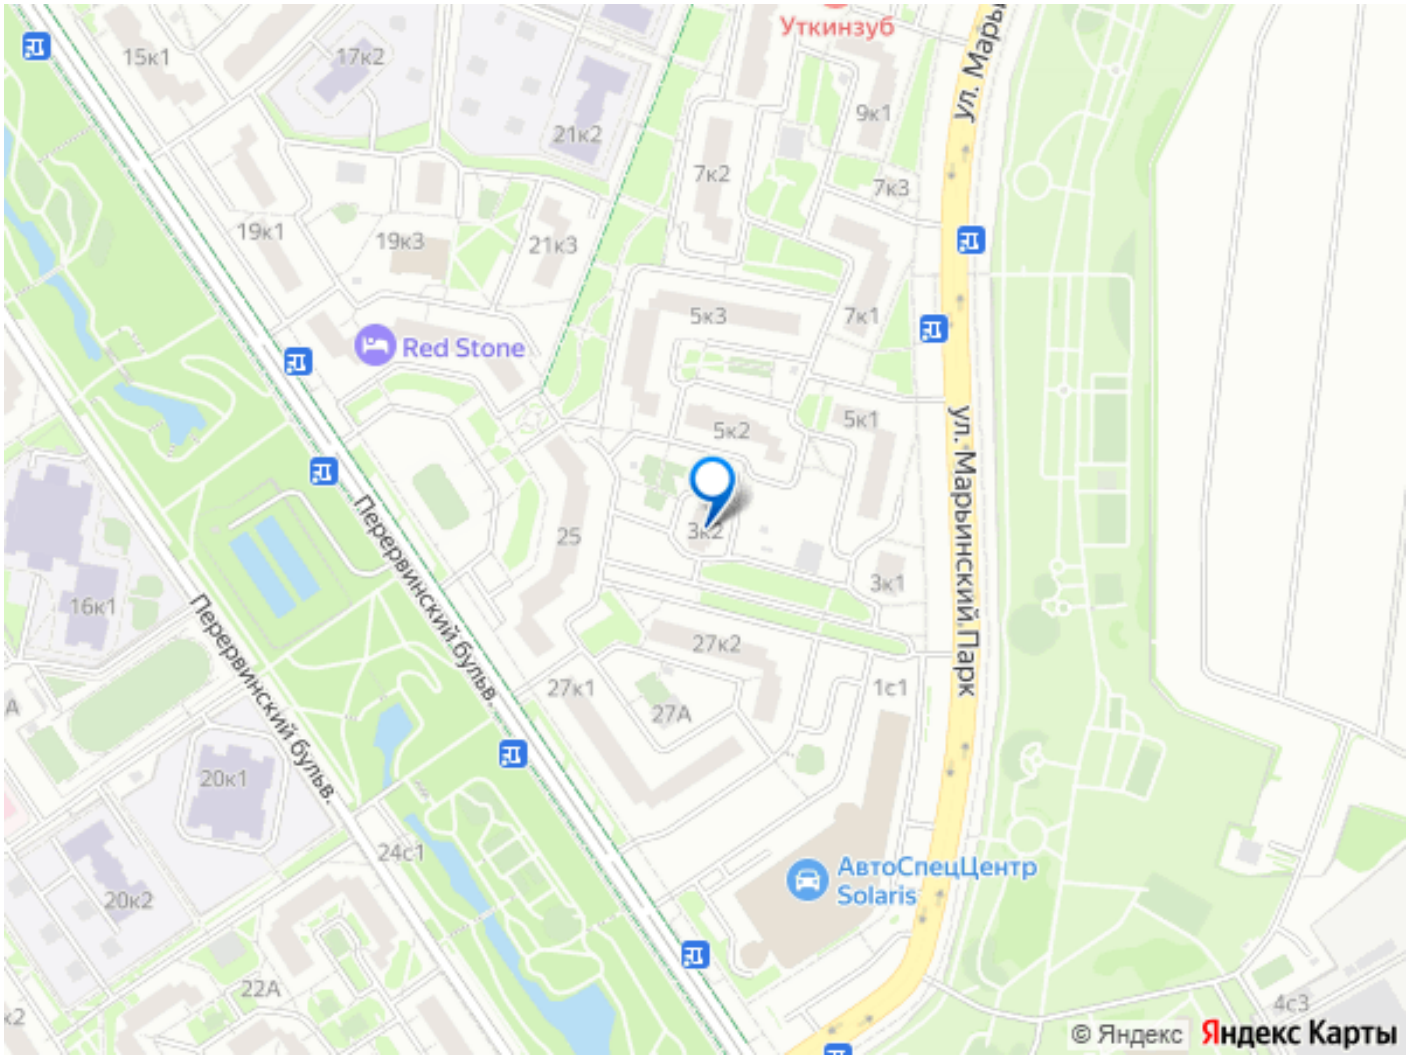 Уткинзуб
15к1
17к2
ул. Марь
9к1
21к2
7к2
7к3
19к1
19к3
21к3
5к3
7к1
Red Stone
5к1
5к2
ул. Марьинский Парк
Перервинский бульв.
25
3к2
3к1
16к1
Перервинский бульв.
27к2
27к1
1с1
А
27А
20к1
24с1
АвтоСпецЦентр
Solaris
20к2
22А
4с3
к2
© Яндекс Яндекс Карты